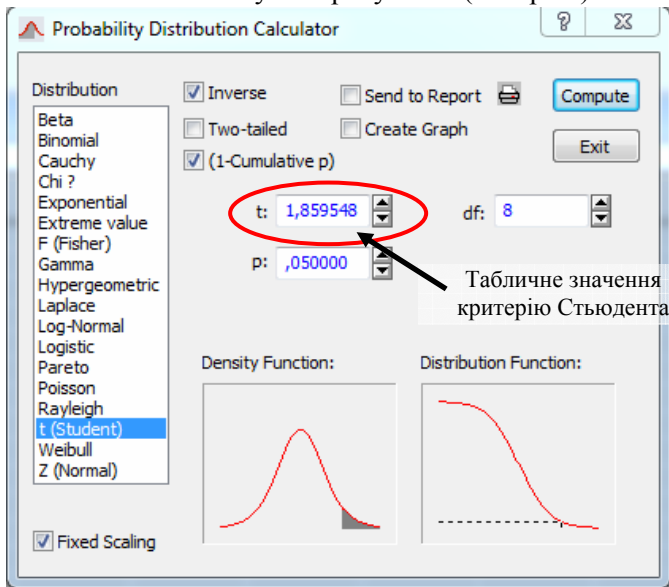 Probability Distribution Calculator
Distribution
Inverse
Send to Report
Compute
Two-tailed
Create Graph
Exit
(1-Cumulative p)
Beta
Binomial
Cauchy
Chi ?
Exponential
Extreme value
F (Fisher)
Gamma
Hypergeometric
Laplace
Log-Normal
Logistic
Pareto
Poisson
Rayleigh
t (Student)
Weibull
Z (Normal)
t: 1,859548
df: 8
p: ,050000
Табличне значення
критерію Стьюдента
Density Function:
Distribution Function:
Fixed Scaling